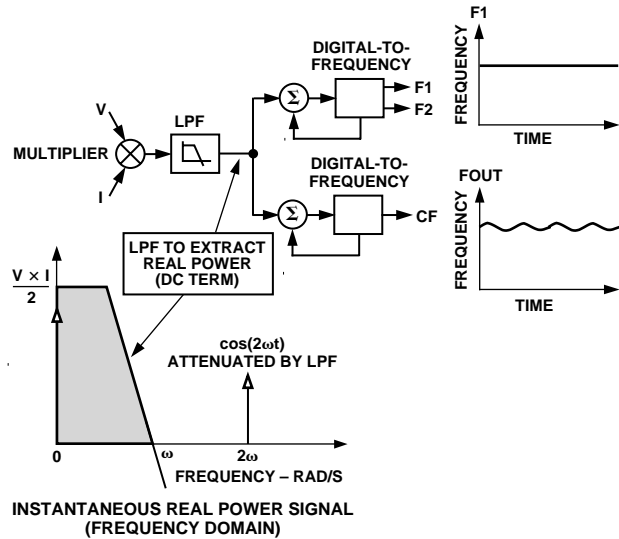 DIGITAL-TO-
FREQUENCY
V
LPF
Σ
F1
F2
MULTIPLIER
I
DIGITAL-TO-
FREQUENCY
Σ
CF
F1
FREQUENCY
TIME
FOUT
FREQUENCY
TIME
LPF TO EXTRACT
REAL POWER
(DC TERM)
V × I
2
cos(2ωt)
ATTENUATED BY LPF
0
ω
2ω
FREQUENCY – RAD/S
INSTANTANEOUS REAL POWER SIGNAL
(FREQUENCY DOMAIN)